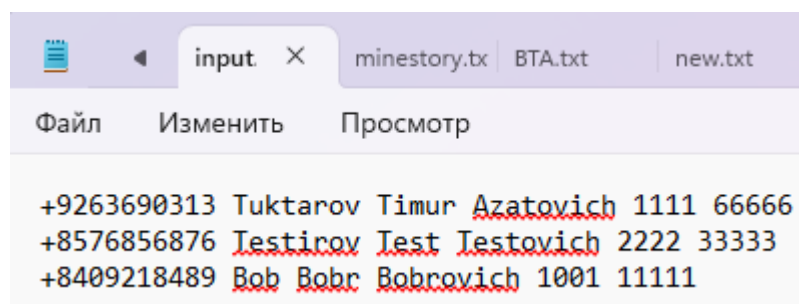 input. minestory.tx BTA.txt new.txt
Файл Изменить Просмотр
+9263690313 Tuktarov Timur Azatovich 1111 66666
+8576856876 Testirov Test Testovich 2222 33333
+8409218489 Bob Bobr Bobrovich 1001 11111